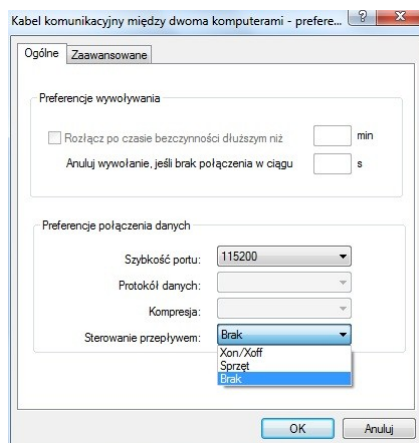 Kabel komunikacyjny między dwoma komputerami - prefere...
Ogólne Zaawansowane
Preferencje wywoływania
Rozłącz po czasie bezczynności dłuższym niż min
Anuluj wywołanie, jeśli brak połączenia w ciągu s
Preferencje połączenia danych
Szybkość portu: 115200
Protokół danych:
Kompresja:
Sterowanie przepływem: Brak
Xon/Xoff
Sprzęt
Brak
OK Anuluj